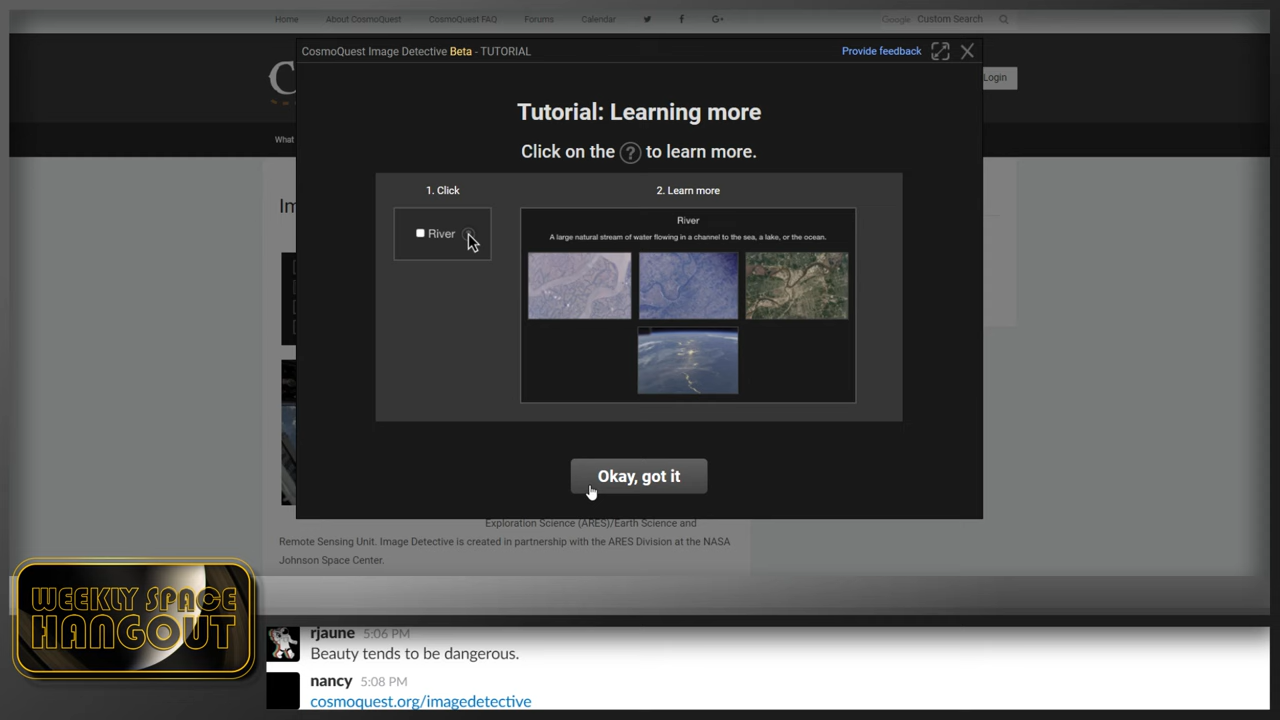 Home About CosmoQuest CosmoQuest FAQ Forums Calendar Google Custom Search
CosmoQuest Image Detective Beta - TUTORIAL Provide feedback
Login
Tutorial: Learning more
Click on the ? to learn more.
What
1. Click 2. Learn more
Im
River
River
A large natural stream of water flowing in a channel to the sea, a lake, or the ocean.
Okay, got it
Exploration Science (ARES)/Earth Science and
Remote Sensing Unit. Image Detective is created in partnership with the ARES Division at the NASA
Johnson Space Center.
WEEKLY SPACE
HANGOUT
rjaune 5:06 PM
Beauty tends to be dangerous.
nancy 5:08 PM
cosmoquest.org/imagedetective